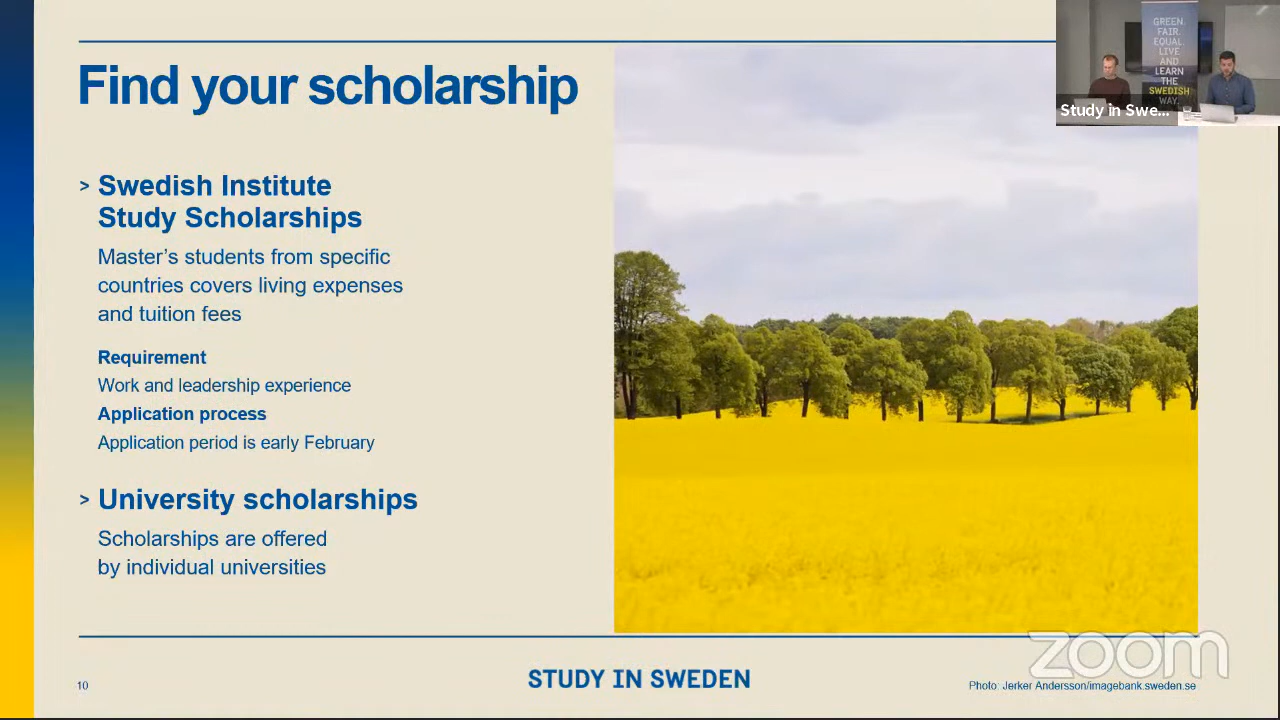 Find your scholarship
> Swedish Institute
Study Scholarships
Master's students from specific
countries covers living expenses
and tuition fees
Requirement
Work and leadership experience
Application process
Application period is early February
> University scholarships
Scholarships are offered
by individual universities
10
STUDY IN SWEDEN
Photo: Jerker Andersson/imagebank.sweden.se
zoom
GREEN.
FAIR.
EQUAL.
LIVE
AND
LEARN
THE
SWEDISH
WAY.
Study in Swe...